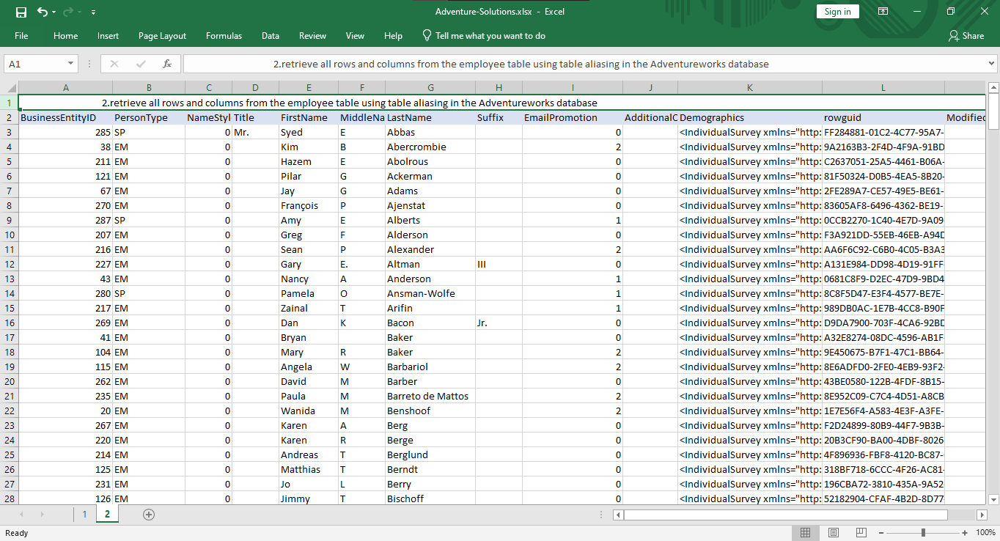 Adventure-Solutions.xlsx - Excel
Sign in
File Home Insert Page Layout Formulas Data Review View Help Tell me what you want to do Share
A1 fx 2.retrieve all rows and columns from the employee table using table aliasing in the Adventureworks database
A B C D E F G H I J K L
1 2.retrieve all rows and columns from the employee table using table aliasing in the Adventureworks database
2 BusinessEntityID PersonType NameStyl Title FirstName MiddleNa LastName Suffix EmailPromotion AdditionalC Demographics rowguid Modified
3 285 SP 0 Mr. Syed E Abbas 0 <IndividualSurvey xmlns="http: FF284881-01C2-4C77-95A7-
4 38 EM 0 Kim B Abercrombie 2 <IndividualSurvey xmlns="http: 9A2163B3-2F4D-4F9A-91BD
5 211 EM 0 Hazem E Abolrous 0 <IndividualSurvey xmlns="http: C2637051-25A5-4461-B06A-
6 121 EM 0 Pilar G Ackerman 0 <IndividualSurvey xmlns="http: 81F50324-D0B5-4EA5-8B20-
7 67 EM 0 Jay G Adams 0 <IndividualSurvey xmlns="http: 2FE289A7-CE57-49E5-BE61-
8 270 EM 0 François P Ajenstat 0 <IndividualSurvey xmlns="http: 83605AF8-6496-4362-BE19-
9 287 SP 0 Amy E Alberts 1 <IndividualSurvey xmlns="http: 0CCB2270-1C40-4E7D-9A09
10 207 EM 0 Greg F Alderson 0 <IndividualSurvey xmlns="http: F3A921DD-55EB-46EB-A94D
11 216 EM 0 Sean P Alexander 2 <IndividualSurvey xmlns="http: AA6F6C92-C6B0-4C05-B3A3
12 227 EM 0 Gary E. Altman III 0 <IndividualSurvey xmlns="http: A131E984-DD98-4D19-91FF
13 43 EM 0 Nancy A Anderson 1 <IndividualSurvey xmlns="http: 0681C8F9-D2EC-47D9-9BD4
14 280 SP 0 Pamela O Ansman-Wolfe 1 <IndividualSurvey xmlns="http: 8C8F5D47-E3F4-4577-BE7E-
15 217 EM 0 Zainal T Arifin 1 <IndividualSurvey xmlns="http: 989DB0AC-1E7B-4CC8-B90F
16 269 EM 0 Dan K Bacon Jr. 0 <IndividualSurvey xmlns="http: D9DA7900-703F-4CA6-92BD
17 41 EM 0 Bryan Baker 0 <IndividualSurvey xmlns="http: A32E8274-08DC-4596-AB1F
18 104 EM 0 Mary R Baker 2 <IndividualSurvey xmlns="http: 9E450675-B7F1-47C1-BB64-
19 115 EM 0 Angela W Barbariol 2 <IndividualSurvey xmlns="http: 8E6ADFD0-2FE0-4EB9-93F2-
20 262 EM 0 David M Barber 0 <IndividualSurvey xmlns="http: 43BE0580-122B-4FDF-8B15-
21 235 EM 0 Paula M Barreto de Mattos 2 <IndividualSurvey xmlns="http: 8E952C09-C7C4-4D51-A8CB
22 20 EM 0 Wanida M Benshoof 2 <IndividualSurvey xmlns="http: 1E7E56F4-A583-4E3F-A3FE-
23 267 EM 0 Karen A Berg 0 <IndividualSurvey xmlns="http: F2D24899-80B9-44F7-9B3B-
24 220 EM 0 Karen R Berge 0 <IndividualSurvey xmlns="http: 20B3CF90-BA00-4DBF-8026
25 214 EM 0 Andreas T Berglund 0 <IndividualSurvey xmlns="http: 4F896936-FBF8-4120-BC87-
26 125 EM 0 Matthias T Berndt 0 <IndividualSurvey xmlns="http: 318BF718-6CCC-4F26-AC81-
27 231 EM 0 Jo L Berry 0 <IndividualSurvey xmlns="http: 196CBA72-3810-435A-9A52
28 126 EM 0 Jimmy T Bischoff 0 <IndividualSurvey xmlns="http: 52182904-CFAF-4B2D-8D77
1 2
Ready 100%